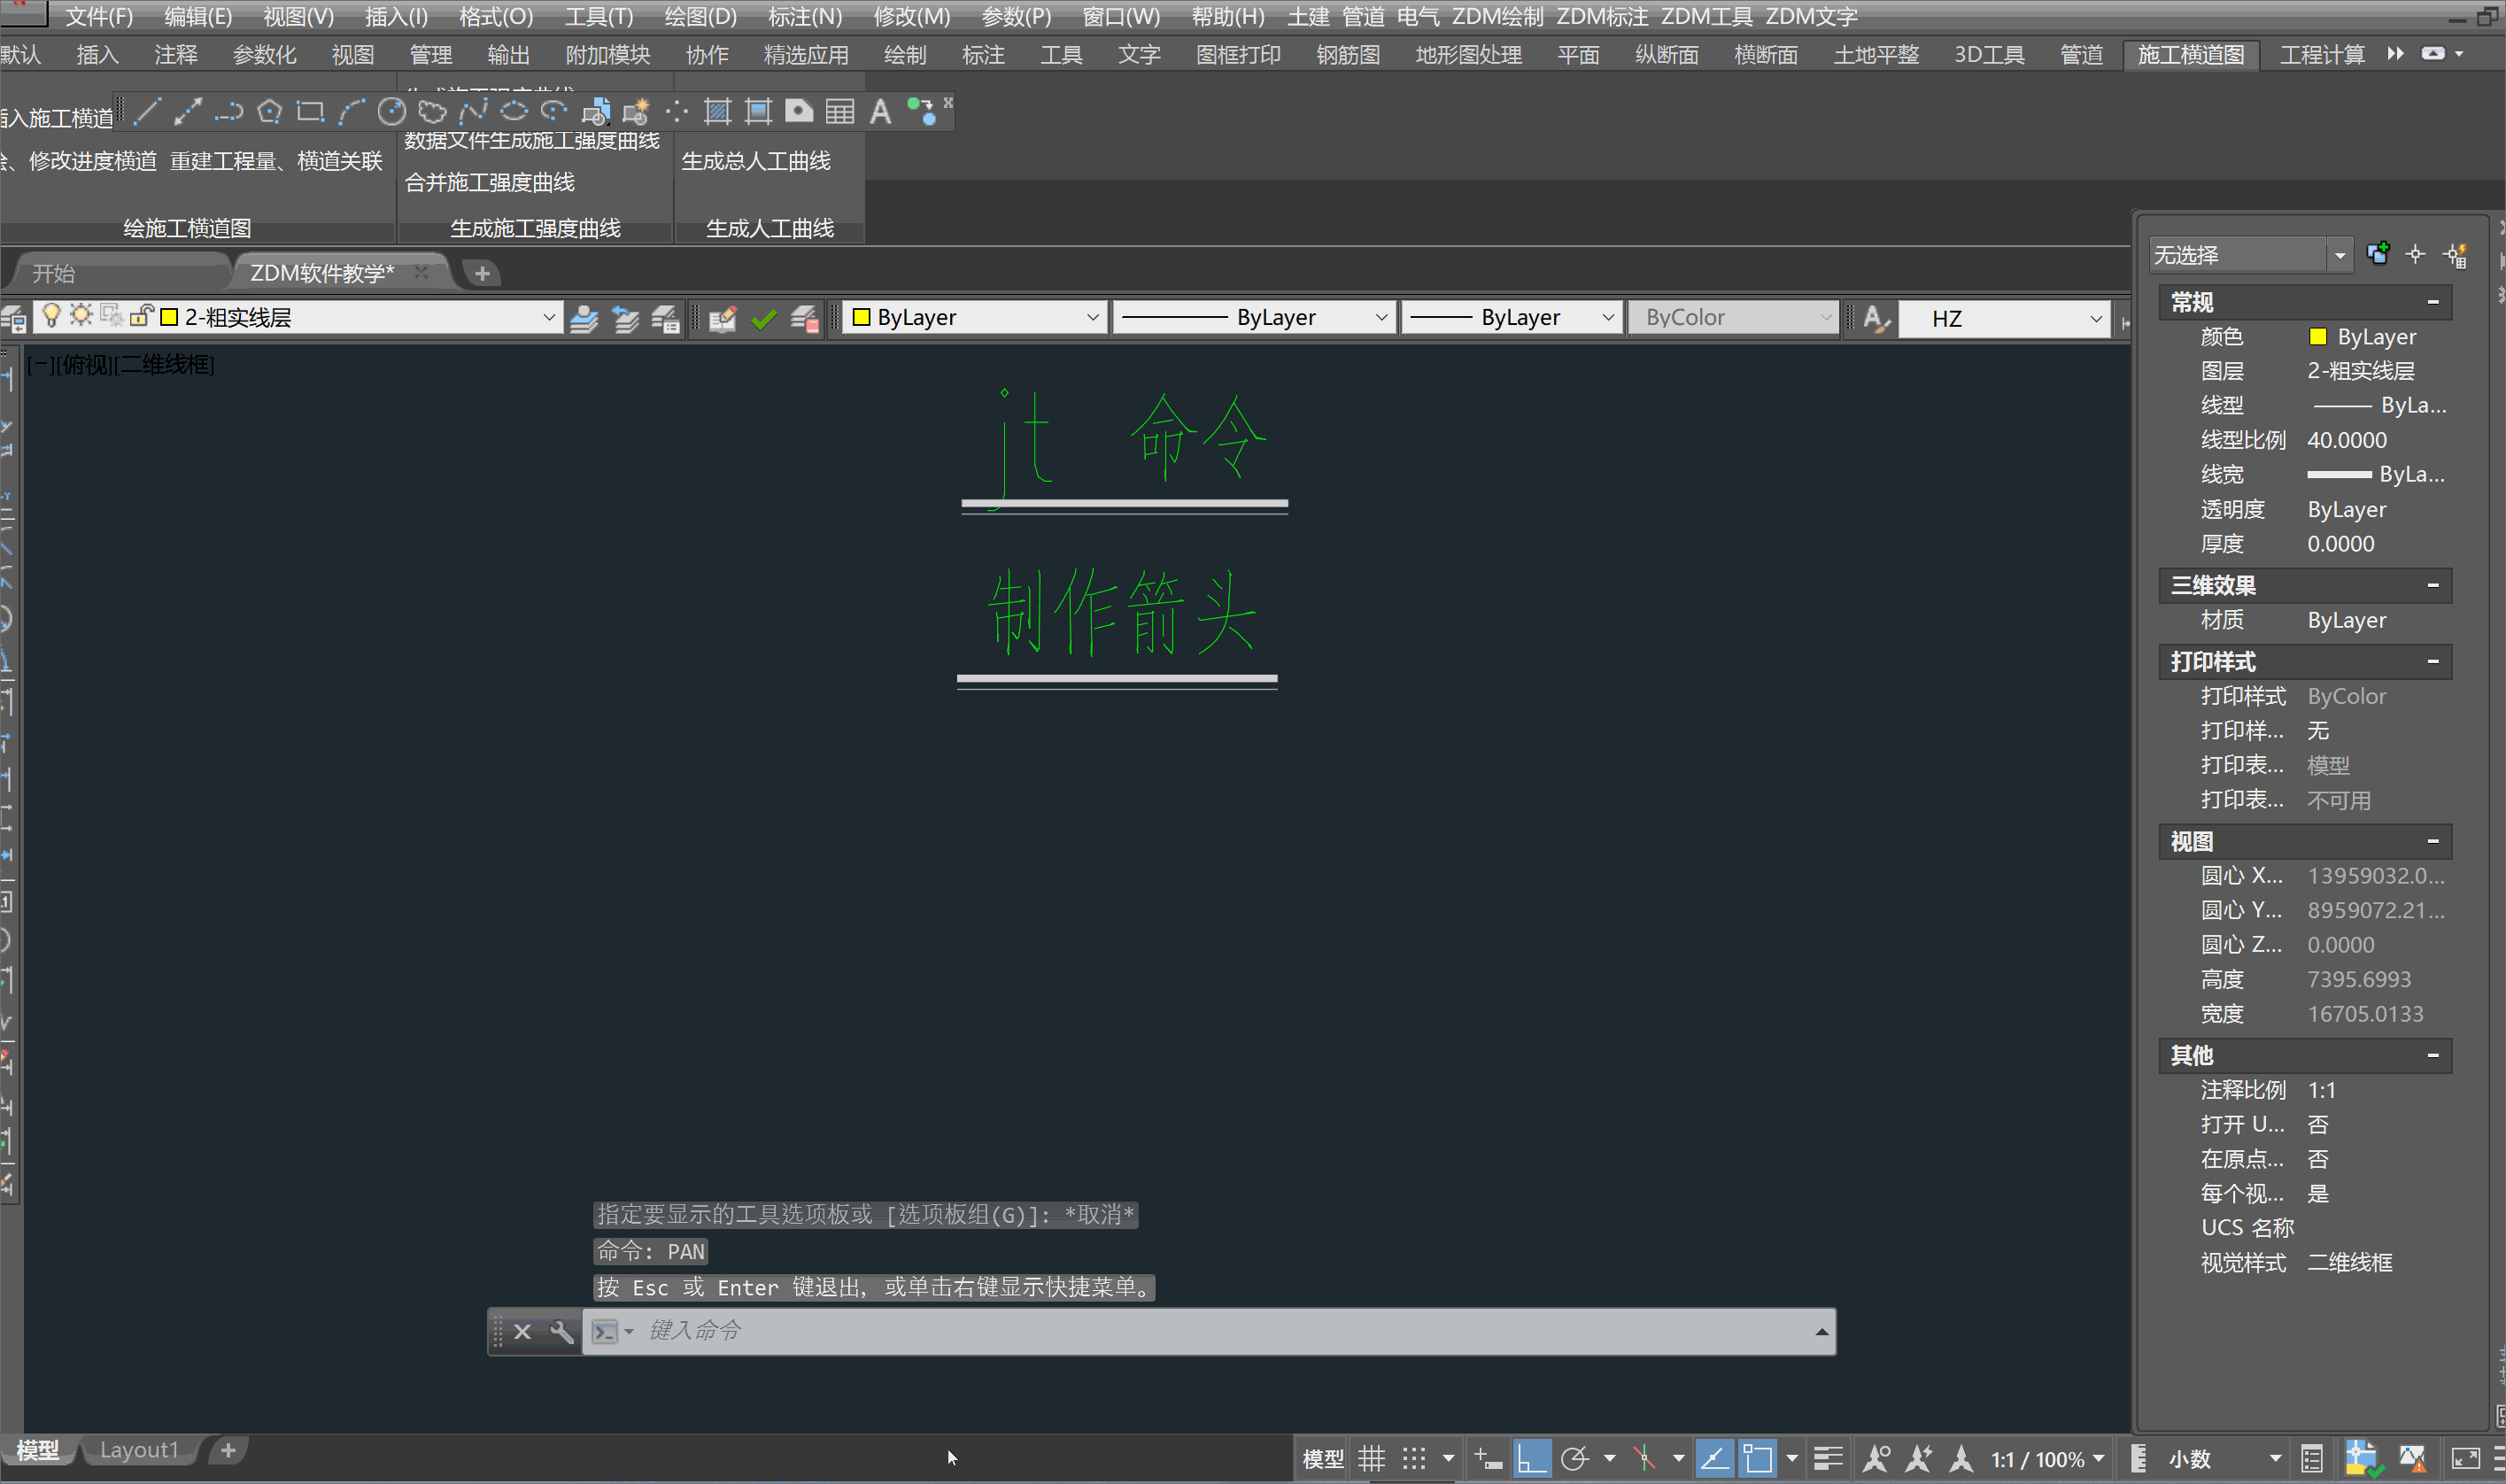 文件(F) 编辑(E) 视图(V) 插入(I) 格式(O) 工具(T) 绘图(D) 标注(N) 修改(M) 参数(P) 窗口(W) 帮助(H) 土建 管道 电气 ZDM绘制 ZDM标注 ZDM工具 ZDM文字
默认 插入 注释 参数化 视图 管理 输出 附加模块 协作 精选应用 绘制 标注 工具 文字 图框打印 钢筋图 地形图处理 平面 纵断面 横断面 土地平整 3D工具 管道 施工横道图 工程计算
插入施工横道
数据文件生成施工强度曲线
、修改进度横道 重建工程量、横道关联
生成总人工曲线
合并施工强度曲线
绘施工横道图 生成施工强度曲线 生成人工曲线
开始 ZDM软件教学*
2-粗实线层 ByLayer ByLayer ByLayer ByColor HZ
[−][俯视][二维线框]
jt 命令
制作箭头
指定要显示的工具选项板或 [选项板组(G)]: *取消*
命令: PAN
按 Esc 或 Enter 键退出, 或单击右键显示快捷菜单。
键入命令
无选择
常规
颜色 ByLayer
图层 2-粗实线层
线型 ByLa...
线型比例 40.0000
线宽 ByLa...
透明度 ByLayer
厚度 0.0000
三维效果
材质 ByLayer
打印样式
打印样式 ByColor
打印样... 无
打印表... 模型
打印表... 不可用
视图
圆心 X... 13959032.0...
圆心 Y... 8959072.21...
圆心 Z... 0.0000
高度 7395.6993
宽度 16705.0133
其他
注释比例 1:1
打开 U... 否
在原点... 否
每个视... 是
UCS 名称
视觉样式 二维线框
模型 Layout1
模型 1:1 / 100% 小数